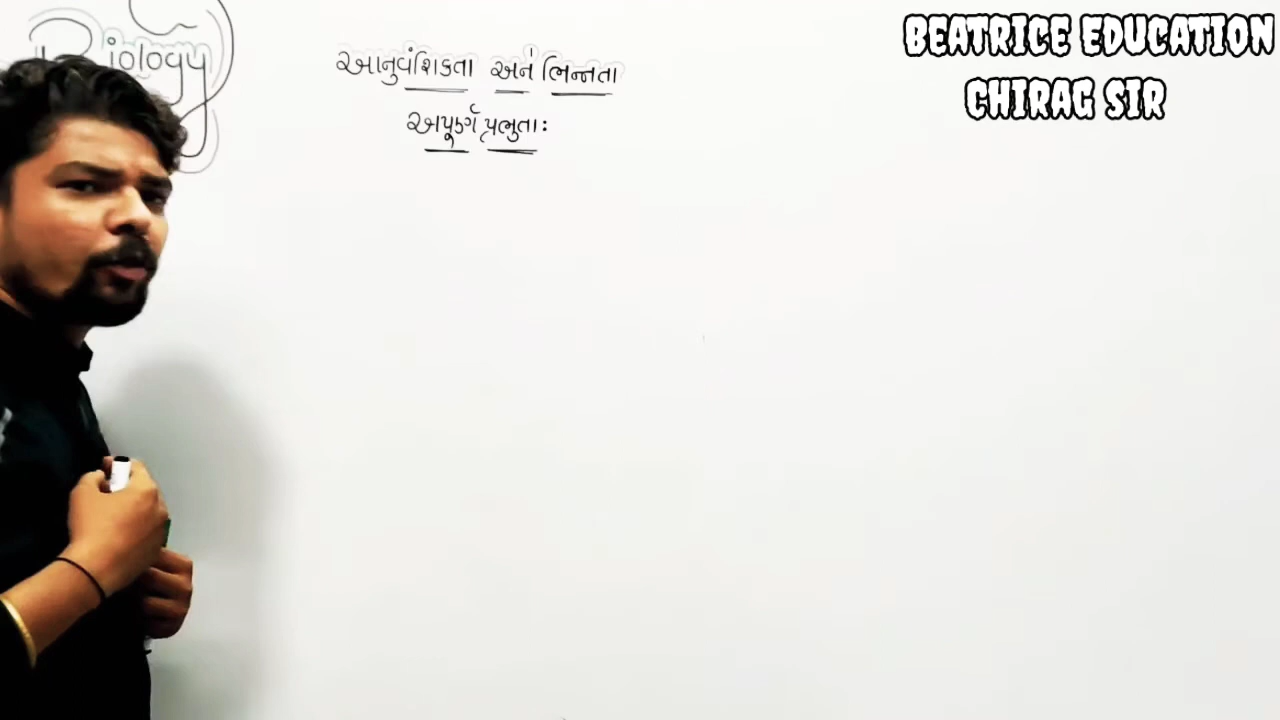 Biology
આનુવંશિકતા અને ભિન્નતા
અપૂર્ણ પ્રભુતા:
BEATRICE EDUCATION
CHIRAG SIR